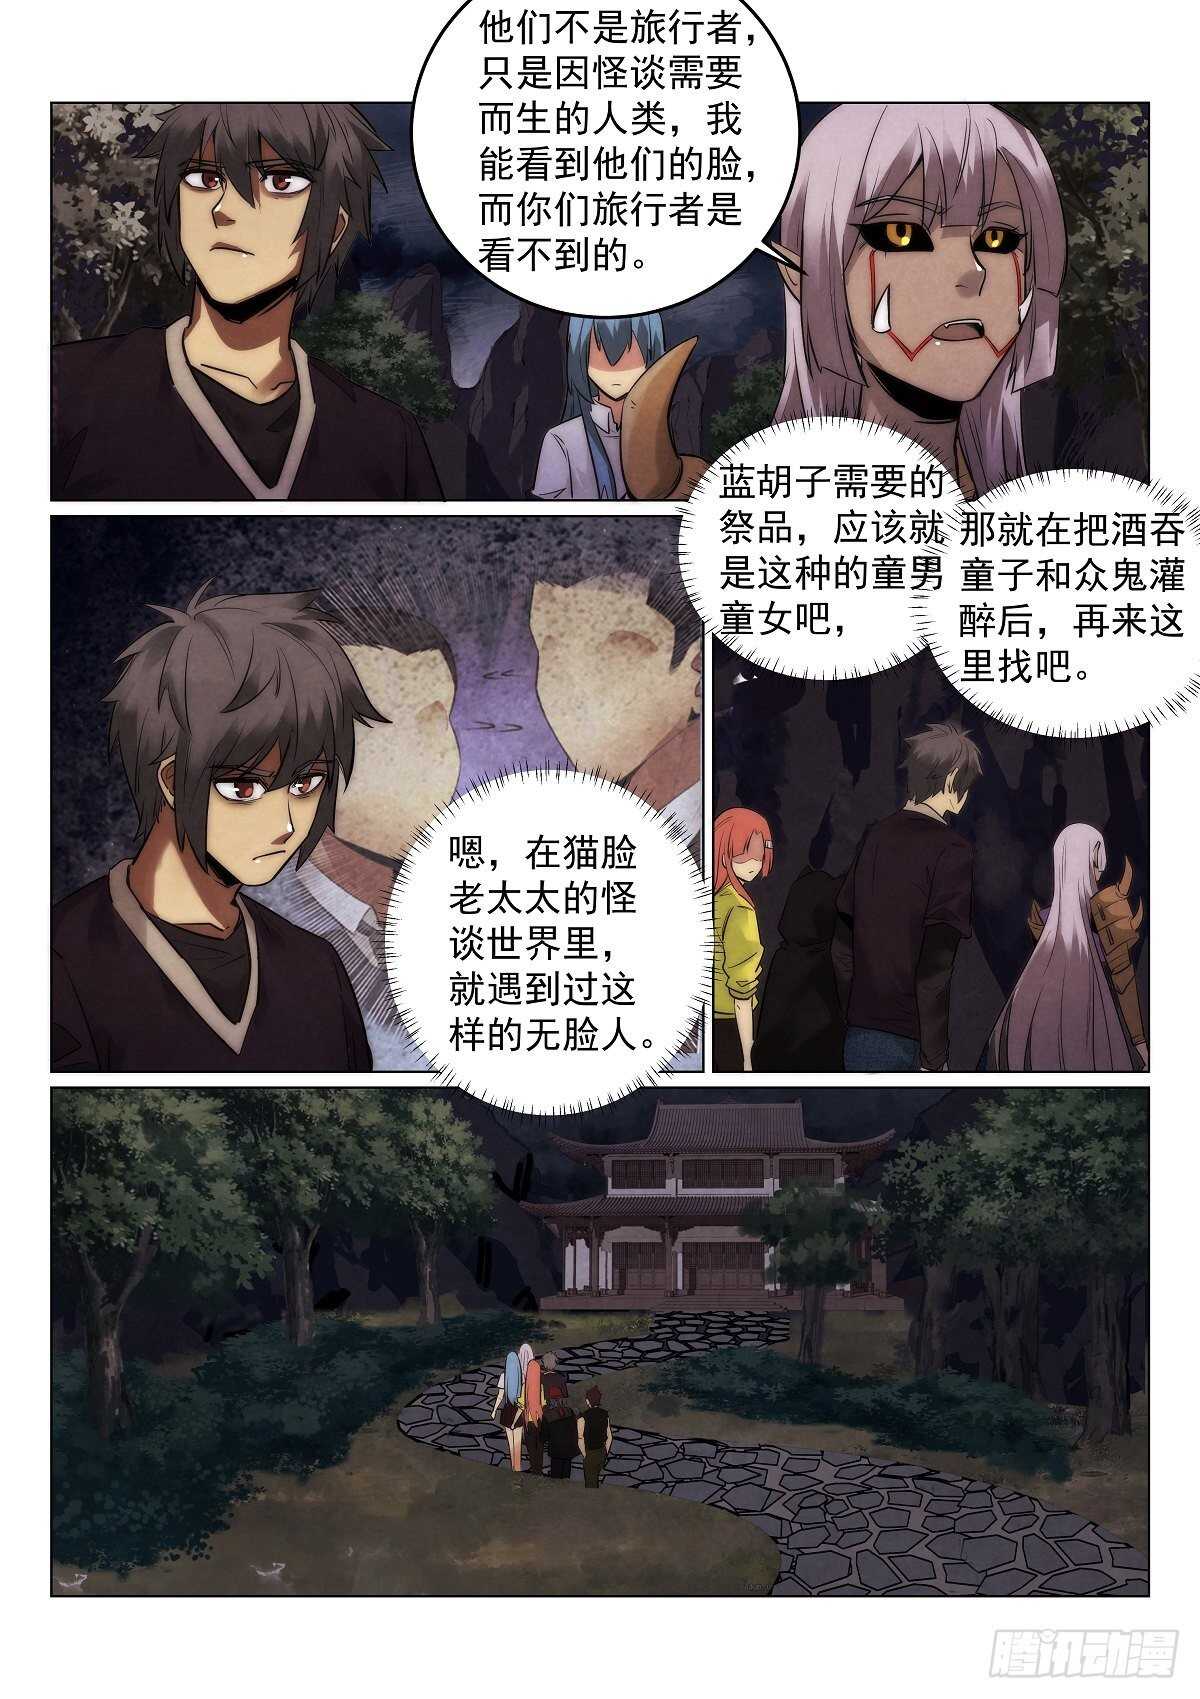 他们不是旅行者，
只是因怪谈需要
而生的人类，我
能看到他们的脸，
而你们旅行者是
看不到的。
嗯，在猫脸
老太太的怪
谈世界里，
就遇到过这
样的无脸人。
蓝胡子需要的
祭品，应该就
是这种的童男
童女吧，
那就在把酒吞
童子和众鬼灌
醉后，再来这
里找吧。
腾讯动漫